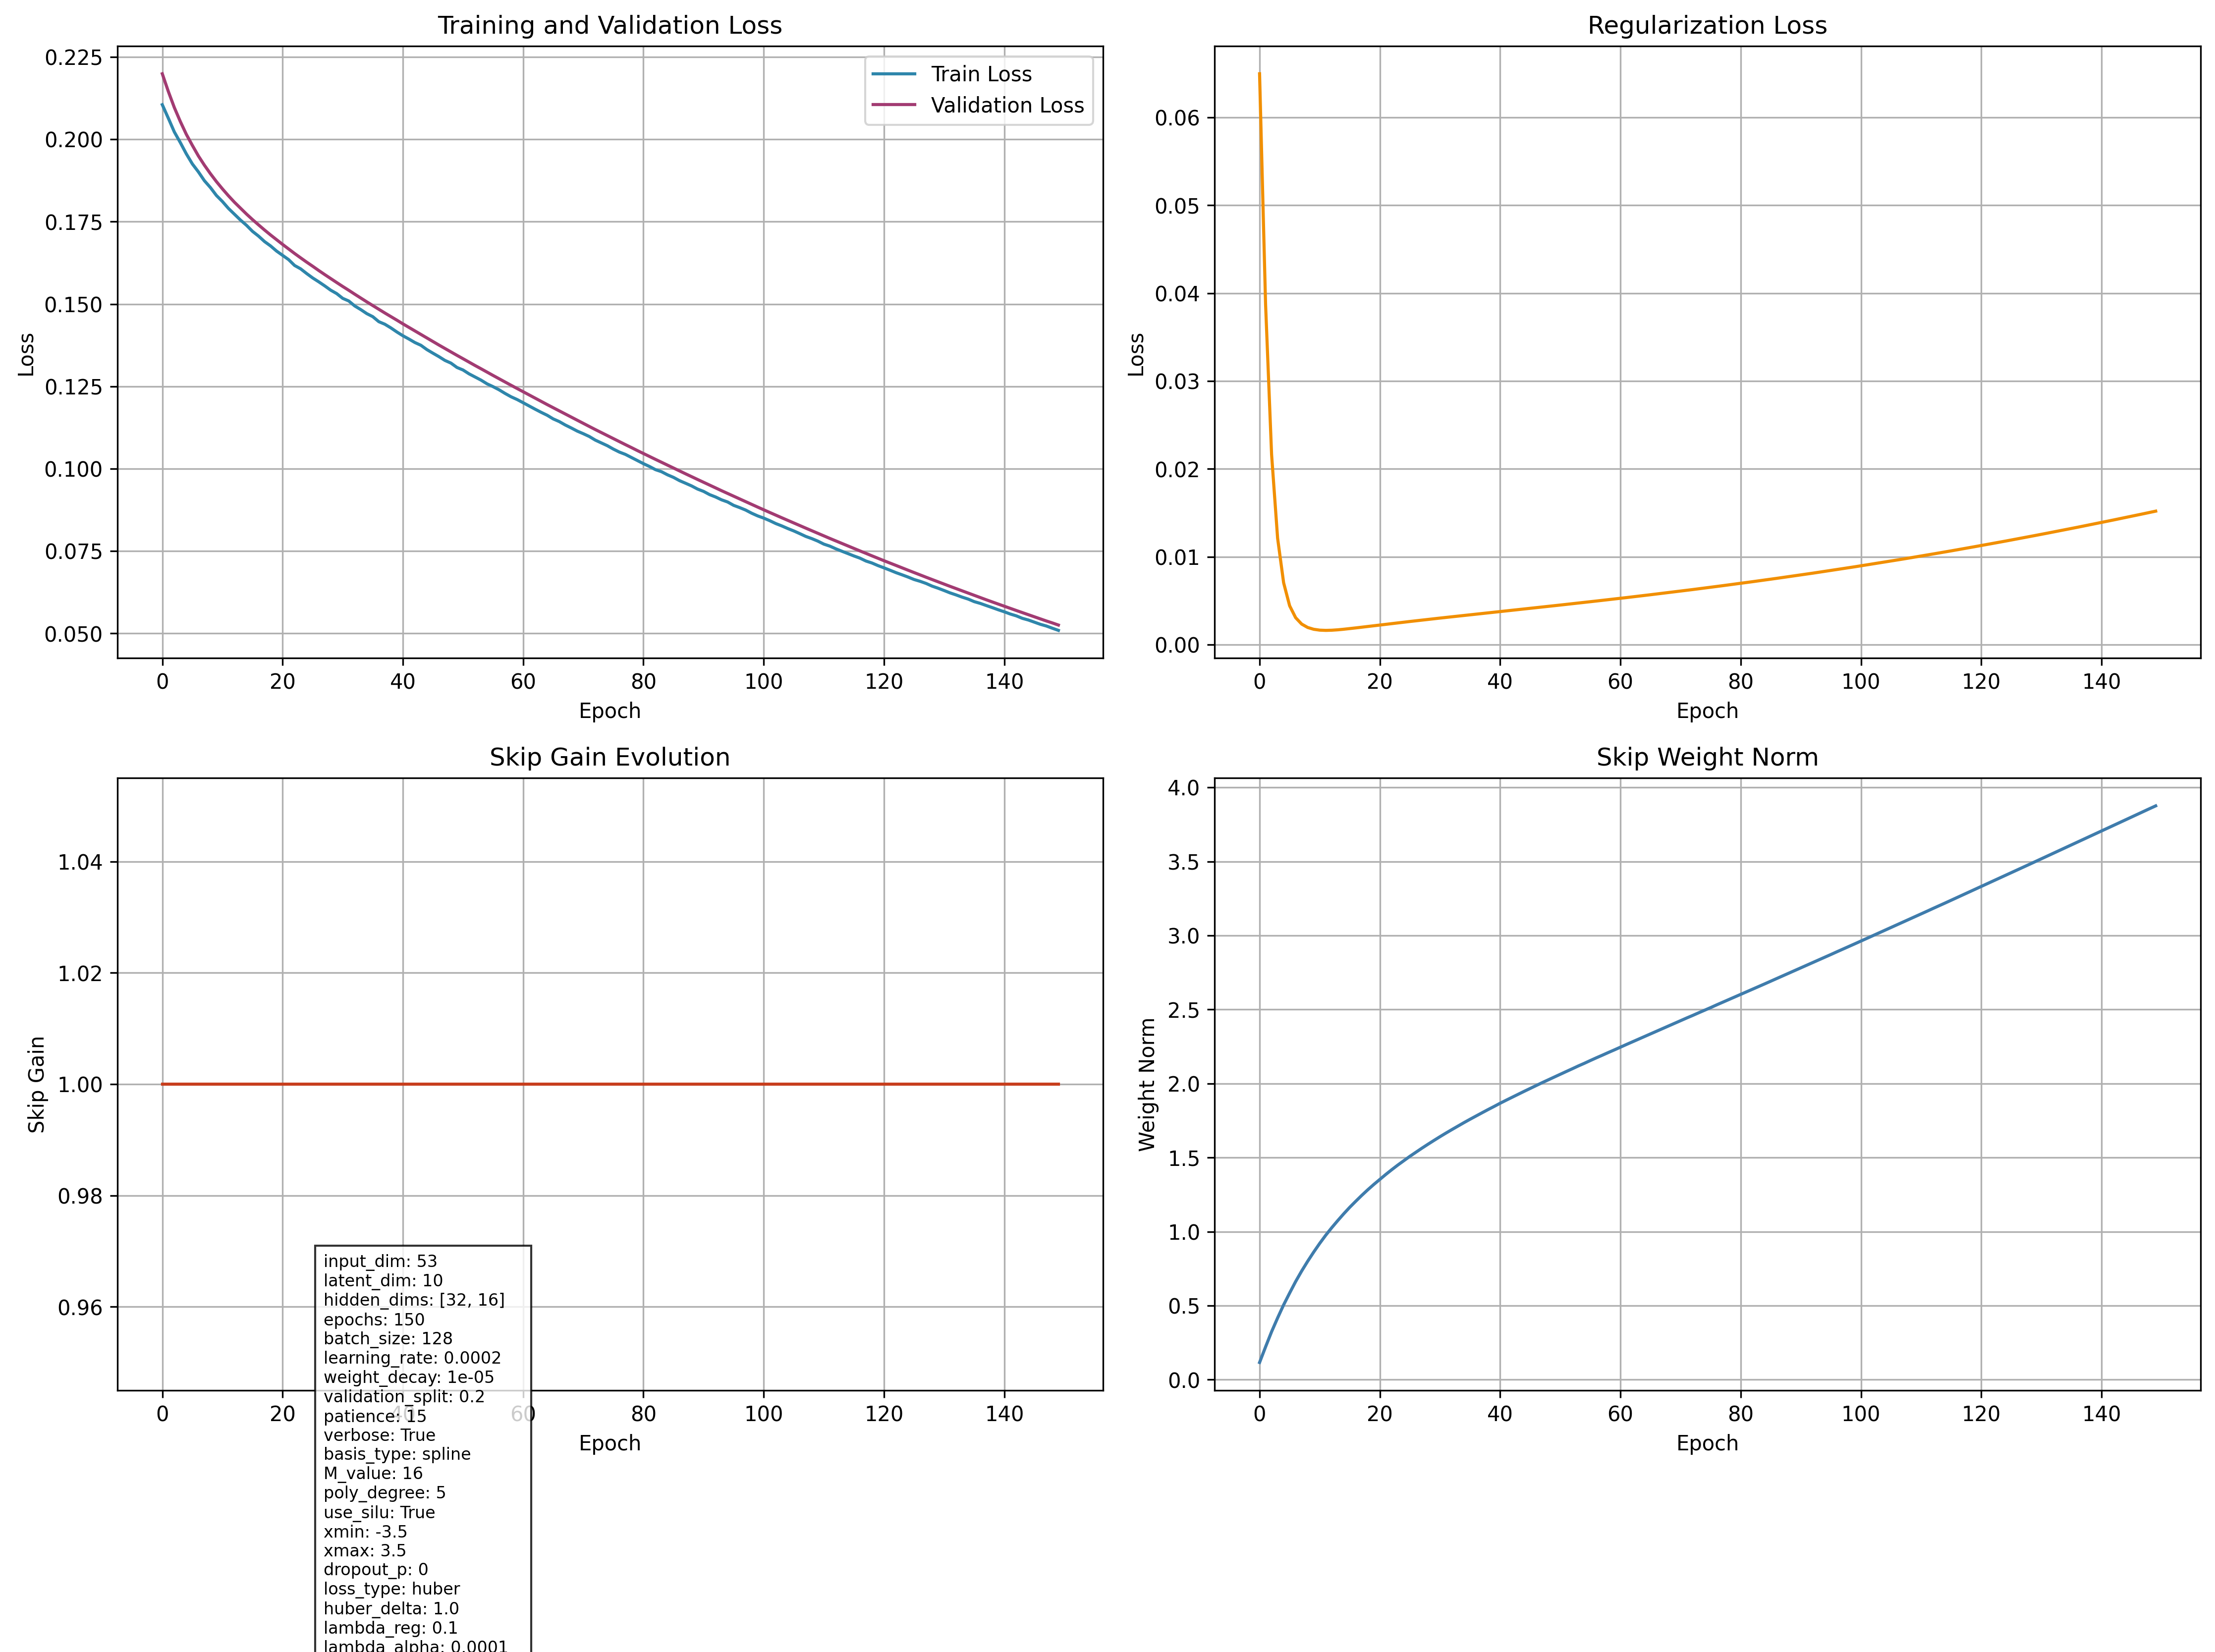 Training and Validation Loss
0.225
0.200
0.175
0.150
0.125
0.100
0.075
0.050
Loss
Train Loss
Validation Loss
0 20 40 60 80 100 120 140
Epoch
Regularization Loss
0.06
0.05
0.04
0.03
0.02
0.01
0.00
Loss
0 20 40 60 80 100 120 140
Epoch
Skip Gain Evolution
1.04
1.02
1.00
0.98
0.96
Skip Gain
0 20 40 60 80 100 120 140
Epoch
input_dim: 53
latent_dim: 10
hidden_dims: [32, 16]
epochs: 150
batch_size: 128
learning_rate: 0.0002
weight_decay: 1e-05
validation_split: 0.2
patience: 15
verbose: True
basis_type: spline
M_value: 16
poly_degree: 5
use_silu: True
xmin: -3.5
xmax: 3.5
dropout_p: 0
loss_type: huber
huber_delta: 1.0
lambda_reg: 0.1
lambda_alpha: 0.0001
Skip Weight Norm
4.0
3.5
3.0
2.5
2.0
1.5
1.0
0.5
0.0
Weight Norm
0 20 40 60 80 100 120 140
Epoch